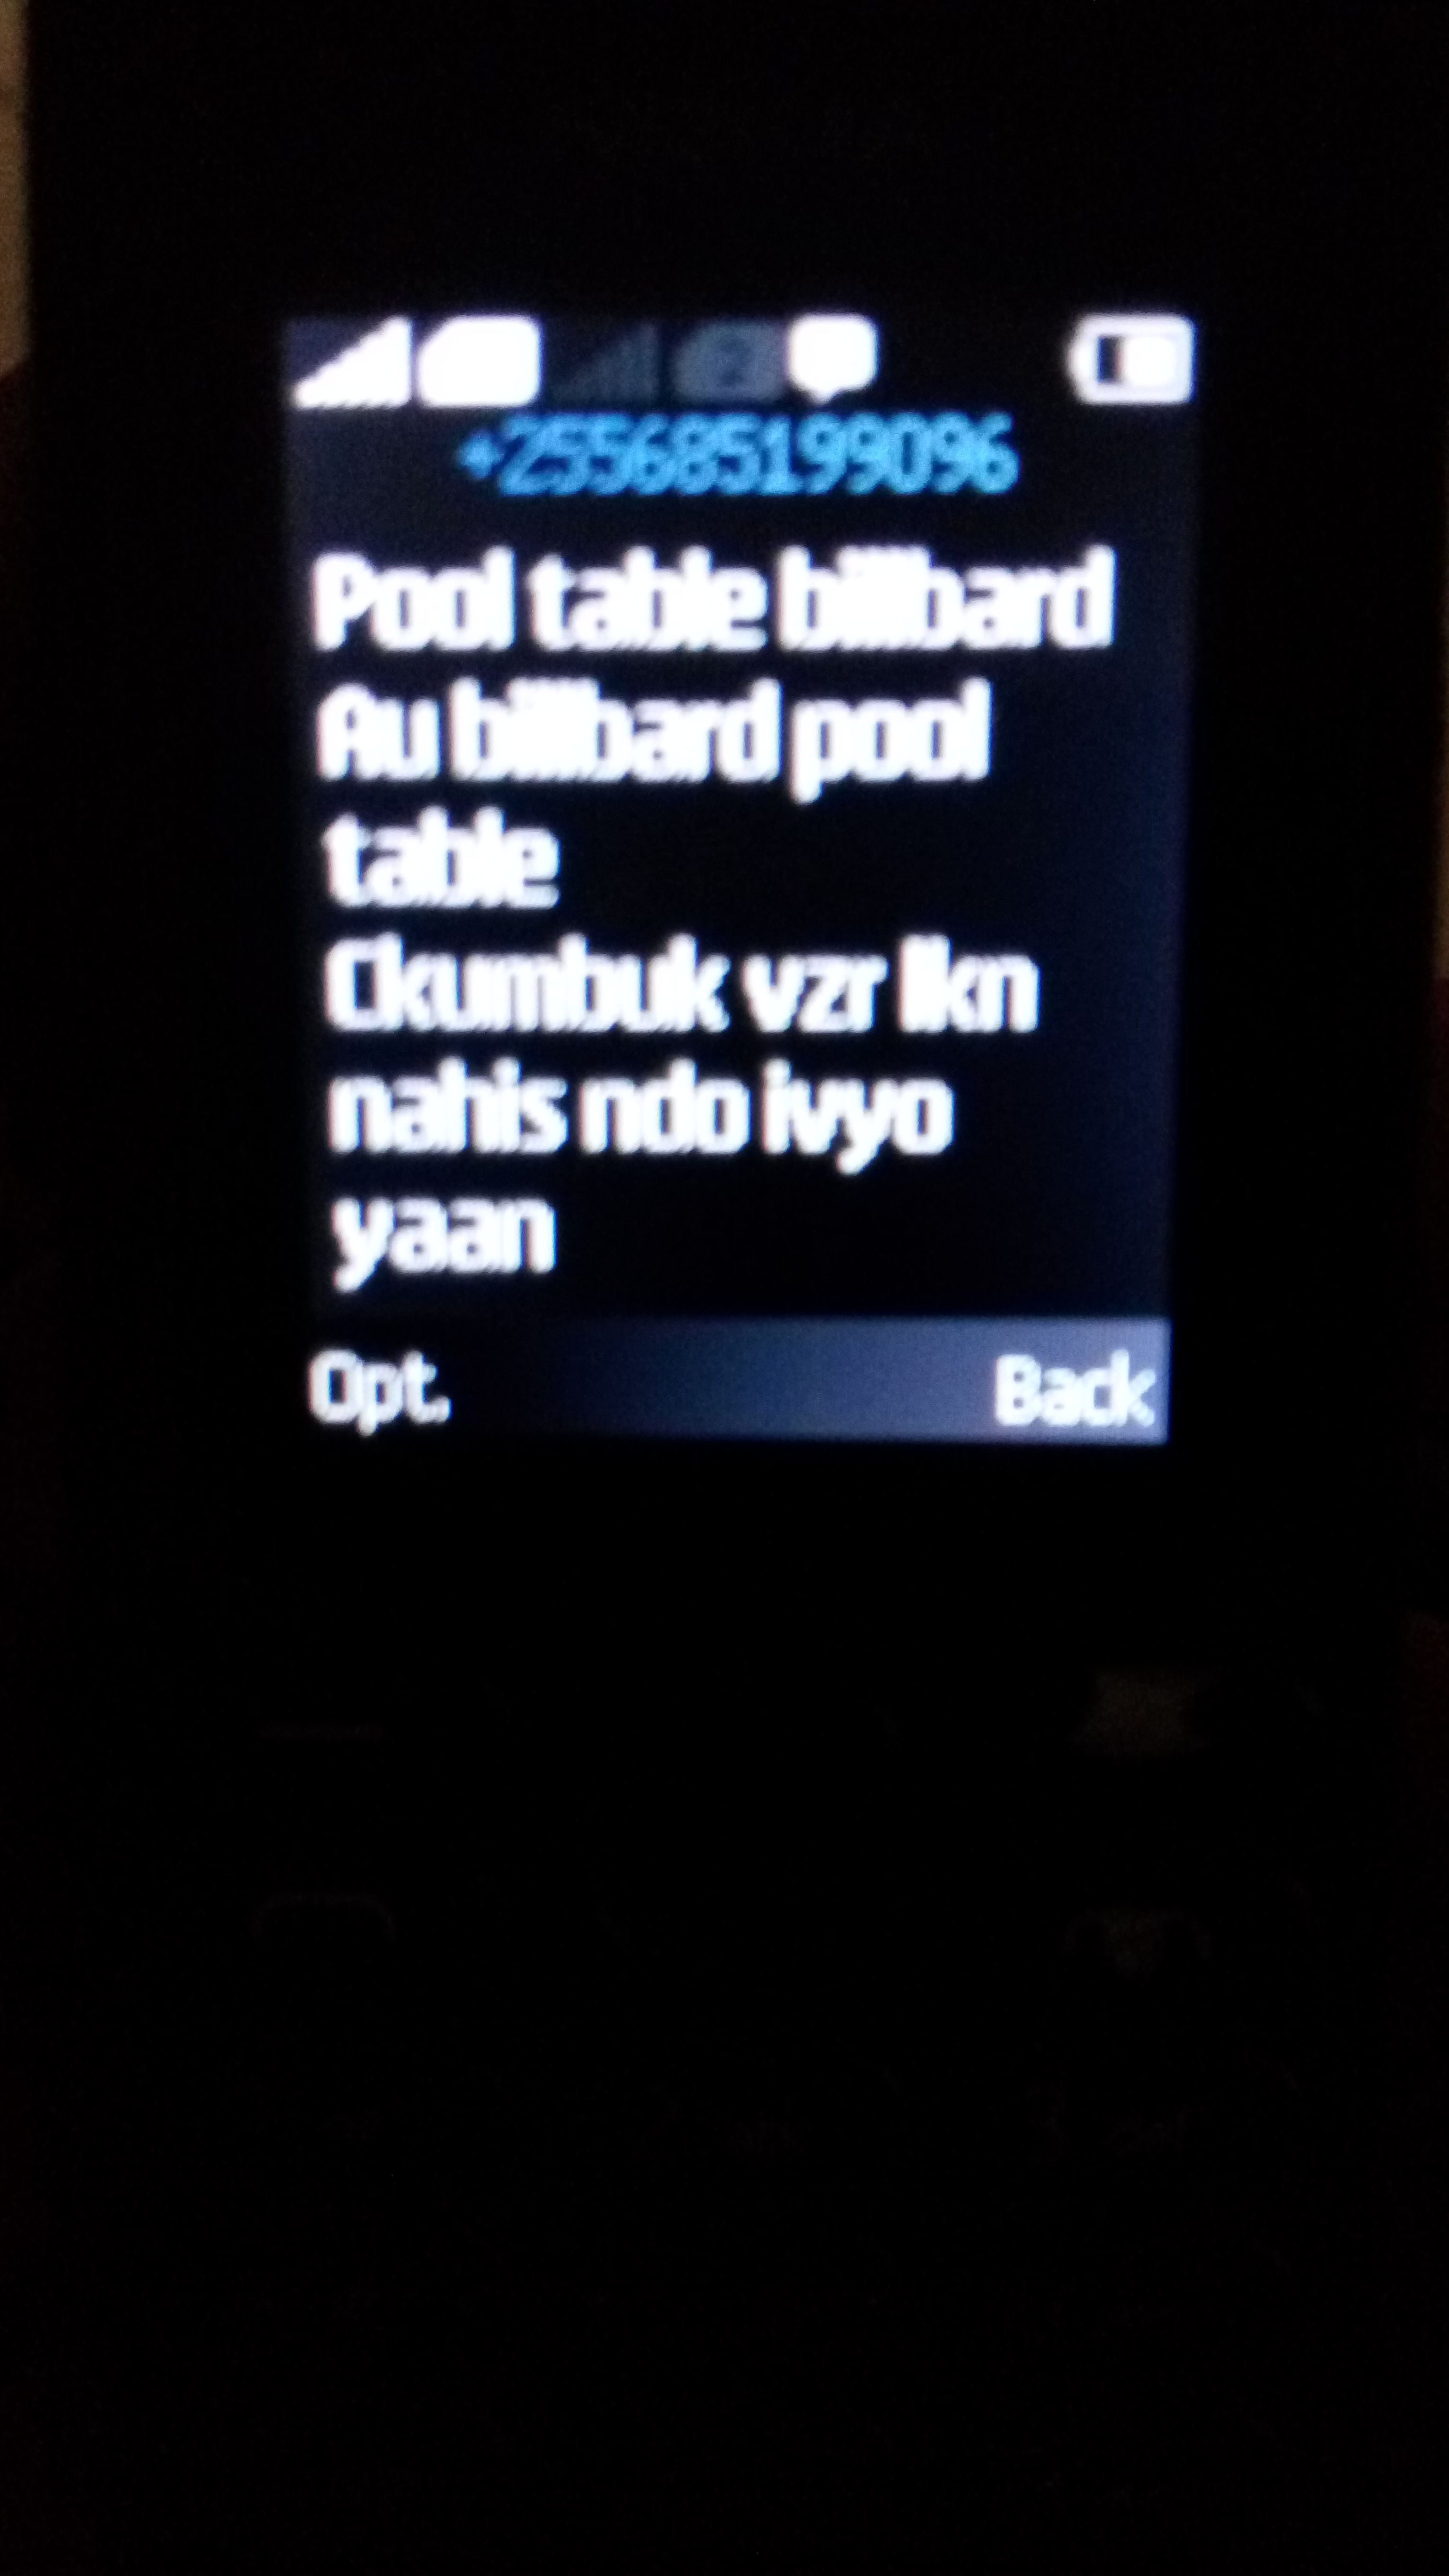 +255685199096
Pool table billbard
Au billbard pool
table
Ckumbuk vzr lkn
nahis ndo ivyo
yaan
Opt.
Back